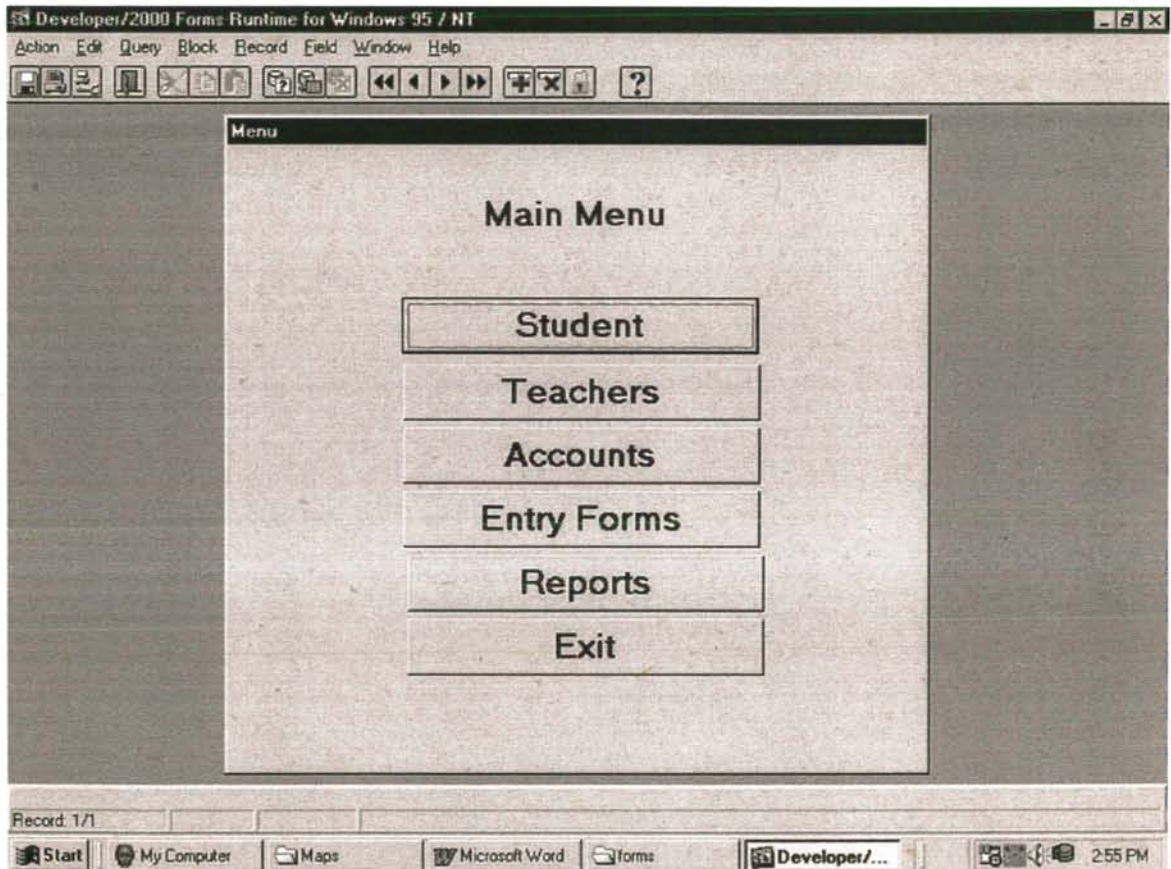 Developer/2000 Forms Runtime for Windows 95 / NT
Action Edit Query Block Record Field Window Help
?
Menu
Main Menu
Student
Teachers
Accounts
Entry Forms
Reports
Exit
Record: 1/1
Start My Computer Maps Microsoft Word forms Developer/... 2:55 PM